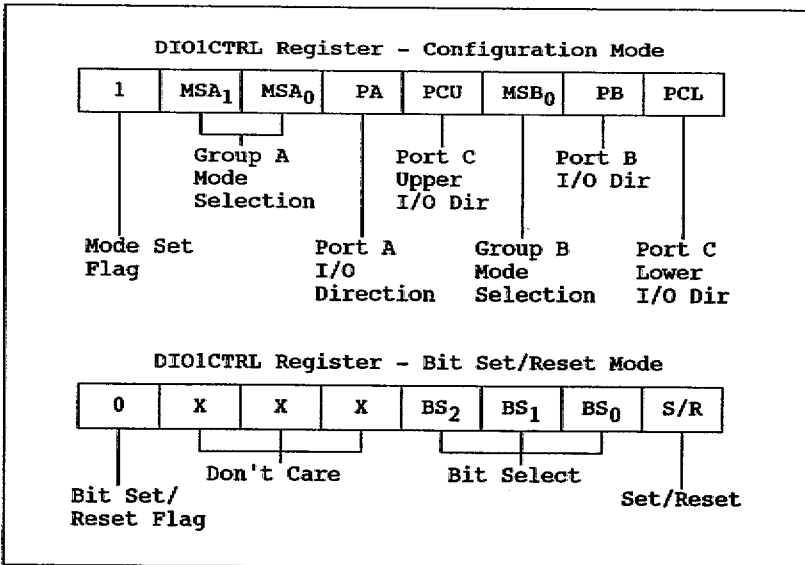 DIO1CTRL Register - Configuration Mode
1 MSA1 MSA0 PA PCU MSB0 PB PCL
Group A Mode Selection
Port C Upper I/O Dir
Port B I/O Dir
Mode Set Flag
Port A I/O Direction
Group B Mode Selection
Port C Lower I/O Dir
DIO1CTRL Register - Bit Set/Reset Mode
0 X X X BS2 BS1 BS0 S/R
Don't Care
Bit Select
Bit Set/ Reset Flag
Set/Reset